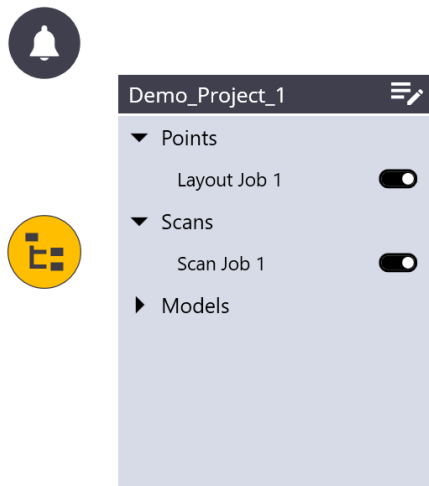 Demo_Project_1
Points
Layout Job 1
Scans
Scan Job 1
Models